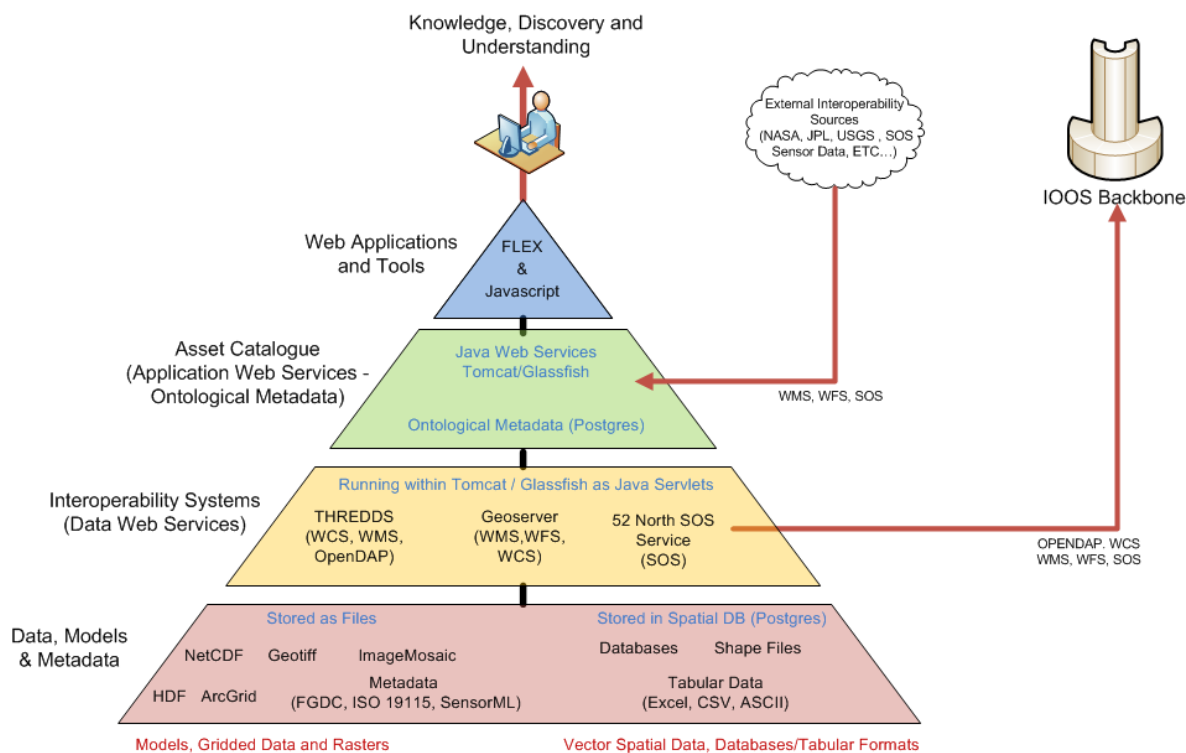 Knowledge, Discovery and
Understanding
External Interoperability
Sources
(NASA, JPL, USGS , SOS
Sensor Data, ETC...)
IOOS Backbone
Web Applications
and Tools
FLEX
&
Javascript
Asset Catalogue
(Application Web Services -
Ontological Metadata)
Java Web Services
Tomcat/Glassfish
Ontological Metadata (Postgres)
WMS, WFS, SOS
Interoperability Systems
(Data Web Services)
Running within Tomcat / Glassfish as Java Servlets
THREDDS
(WCS, WMS,
OpenDAP)
Geoserver
(WMS,WFS,
WCS)
52 North SOS
Service
(SOS)
OPENDAP. WCS
WMS, WFS, SOS
Data, Models
& Metadata
Stored as Files
NetCDF
Geotiff
ImageMosaic
HDF
ArcGrid
Metadata
(FGDC, ISO 19115, SensorML)
Stored in Spatial DB (Postgres)
Databases
Shape Files
Tabular Data
(Excel, CSV, ASCII)
Models, Gridded Data and Rasters
Vector Spatial Data, Databases/Tabular Formats